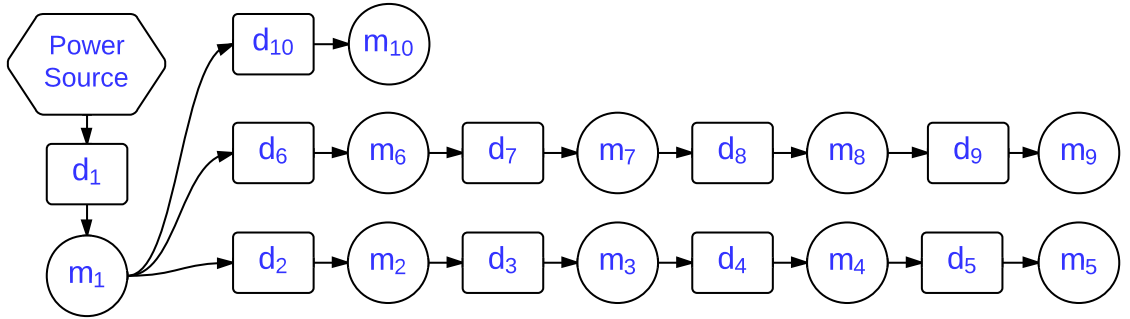 Power
Source
d₁
m₁
d₁₀ m₁₀
d₆ m₆ d₇ m₇ d₈ m₈ d₉ m₉
d₂ m₂ d₃ m₃ d₄ m₄ d₅ m₅